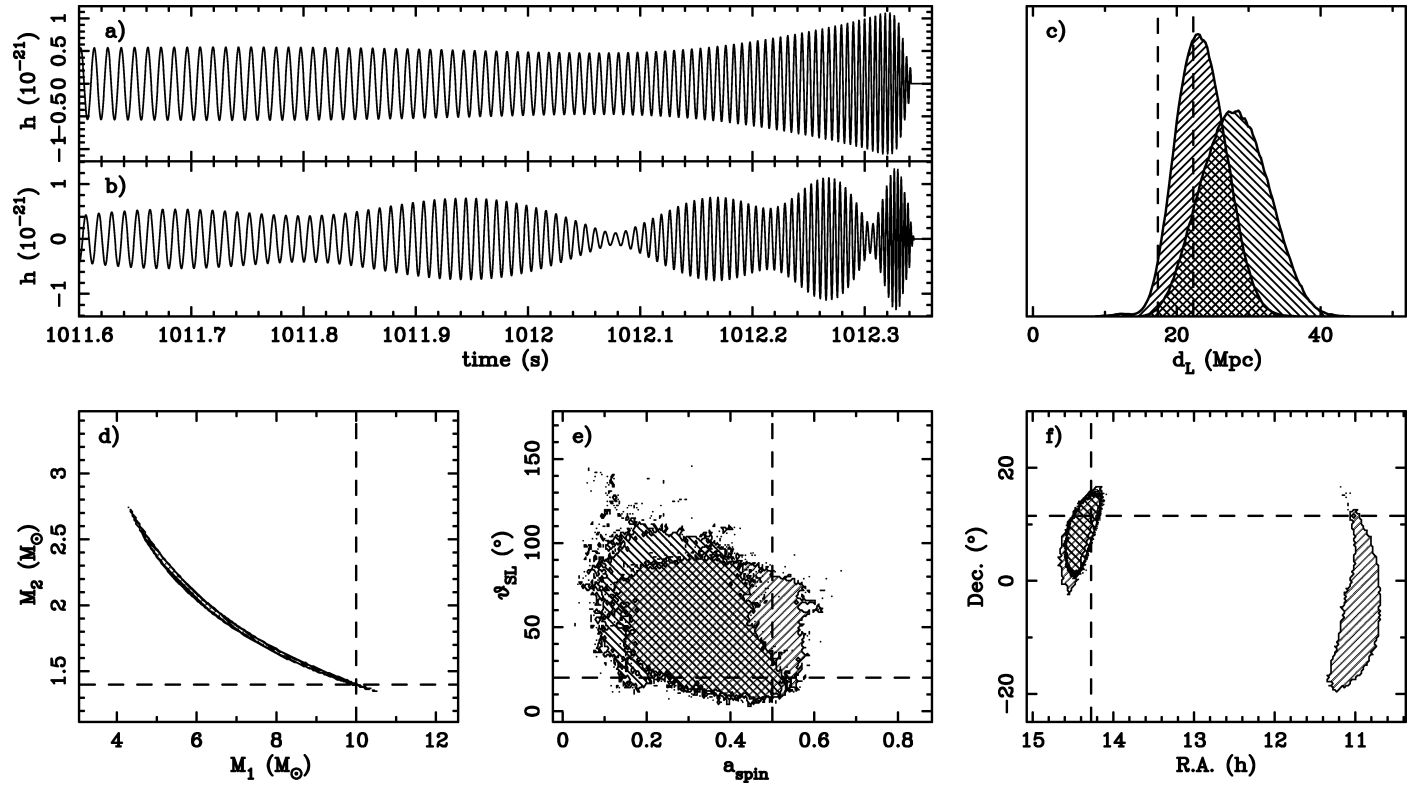 a)
h (10⁻²¹)
1
0.5
0
−0.5
−1
b)
h (10⁻²¹)
1
0
−1
1011.6 1011.7 1011.8 1011.9 1012 1012.1 1012.2 1012.3
time (s)
c)
0 20 40
d_L (Mpc)
d)
M₂ (M⊙)
3
2.5
2
1.5
4 6 8 10 12
M₁ (M⊙)
e)
ϑ_SL (°)
150
100
50
0
0 0.2 0.4 0.6 0.8
a_spin
f)
Dec. (°)
20
0
−20
15 14 13 12 11
R.A. (h)